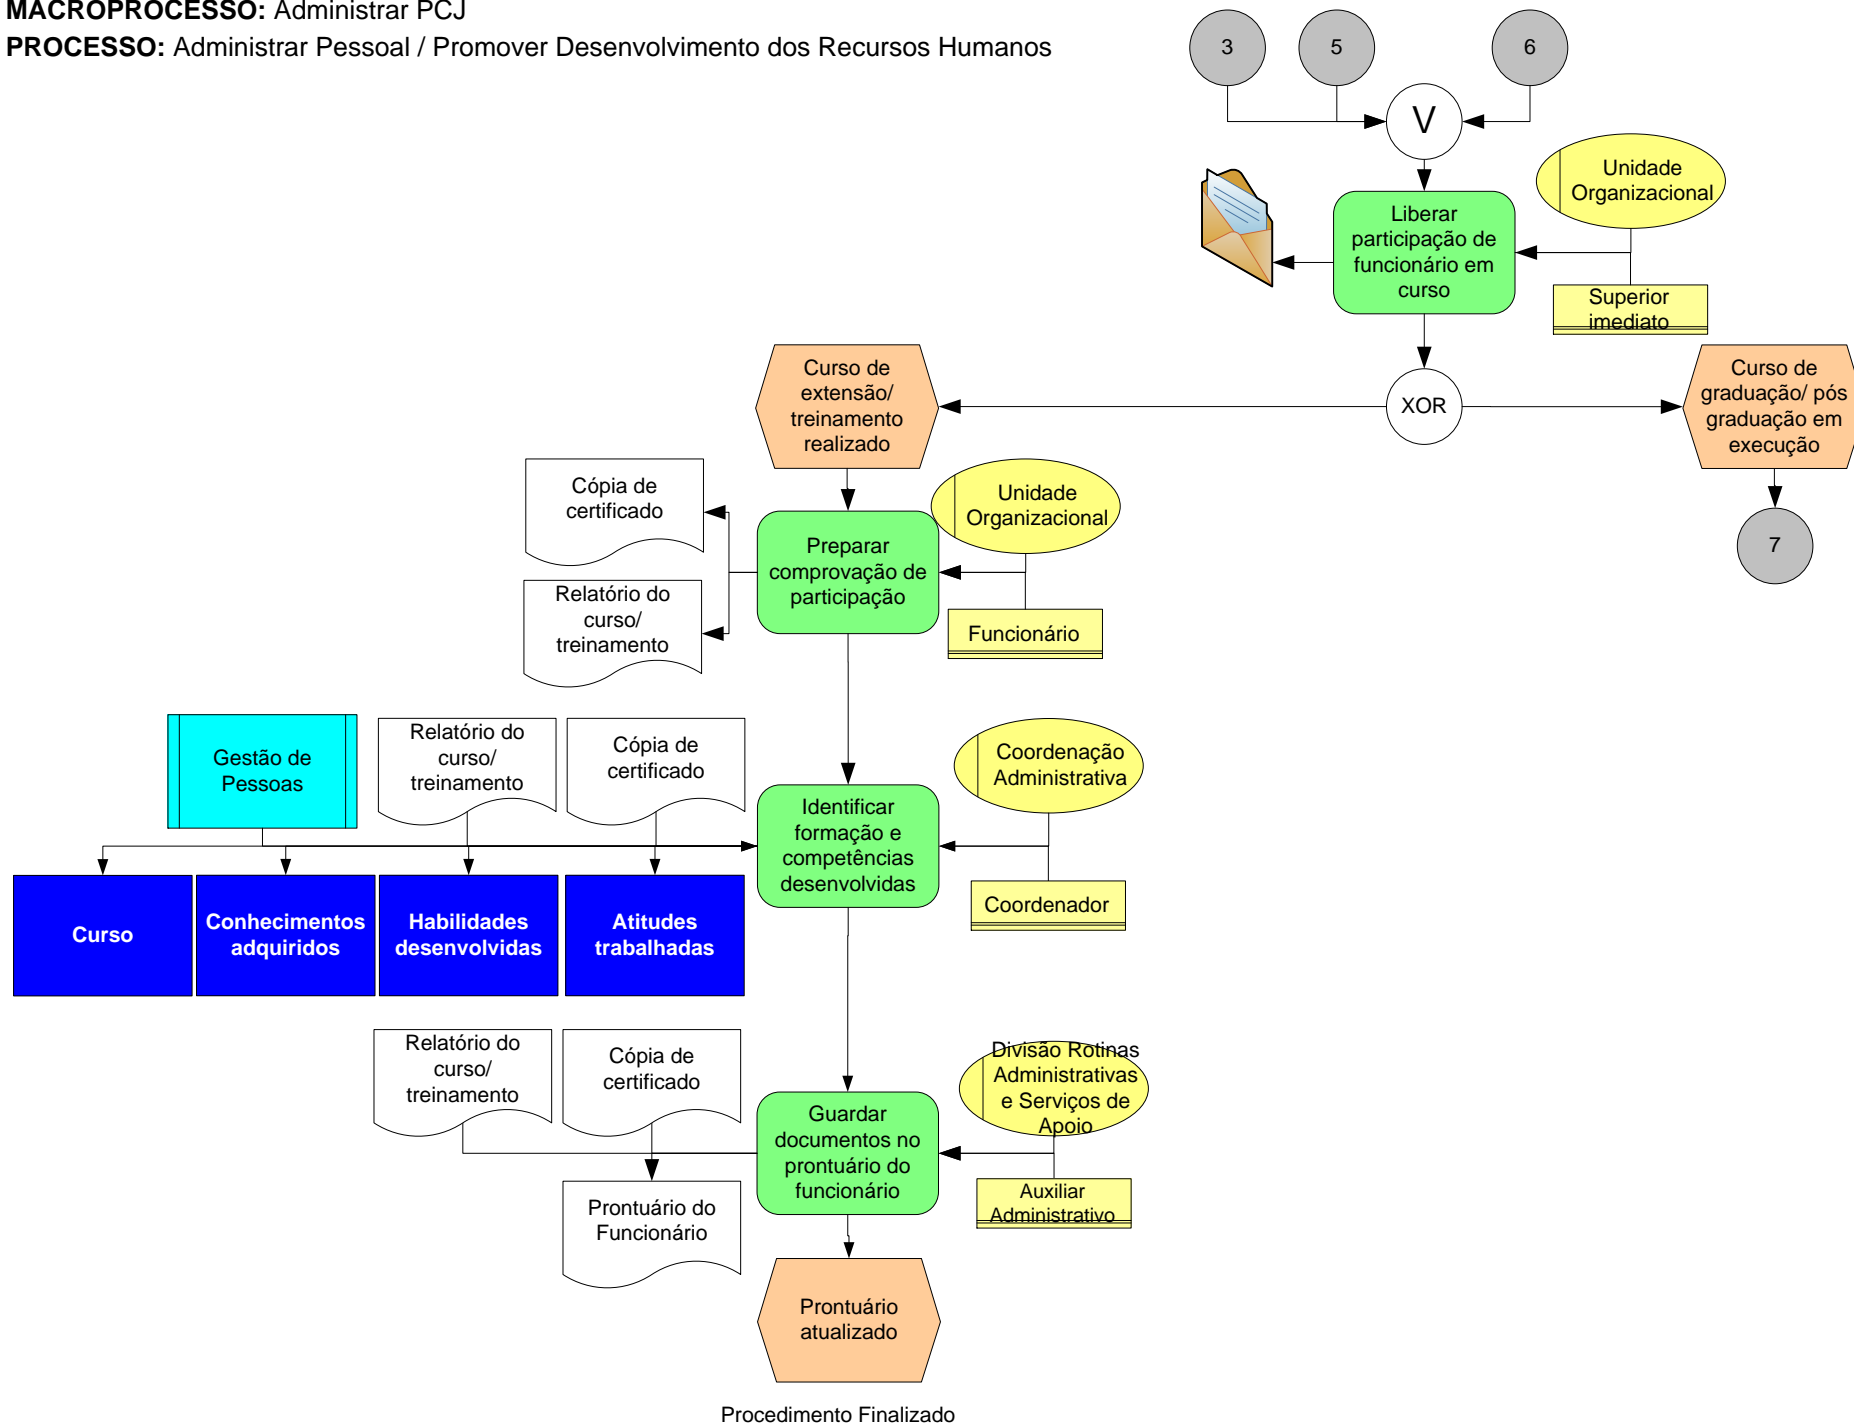 MACROPROCESSO: Administrar PCJ
PROCESSO: Administrar Pessoal / Promover Desenvolvimento dos Recursos Humanos
3
5
6
V
Unidade
Organizacional
Liberar
participação de
funcionário em
curso
Superior
imediato
Curso de
extensão/
treinamento
realizado
XOR
Curso de
graduação/ pós
graduação em
execução
7
Cópia de
certificado
Unidade
Organizacional
Preparar
comprovação de
participação
Relatório do
curso/
treinamento
Funcionário
Gestão de
Pessoas
Relatório do
curso/
treinamento
Cópia de
certificado
Coordenação
Administrativa
Identificar
formação e
competências
desenvolvidas
Coordenador
Curso
Conhecimentos
adquiridos
Habilidades
desenvolvidas
Atitudes
trabalhadas
Relatório do
curso/
treinamento
Cópia de
certificado
Divisão Rotinas
Administrativas
e Serviços de
Apoio
Guardar
documentos no
prontuário do
funcionário
Auxiliar
Administrativo
Prontuário do
Funcionário
Prontuário
atualizado
Procedimento Finalizado